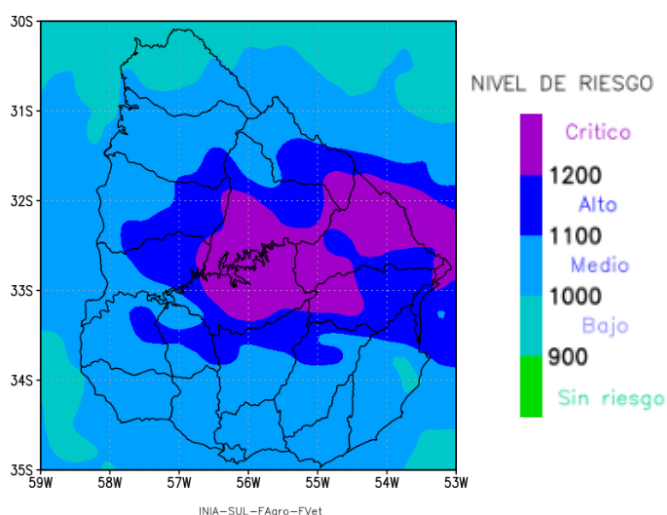 30S
31S
32S
33S
34S
35S
59W 58W 57W 56W 55W 54W 53W
NIVEL DE RIESGO
Critico
1200
Alto
1100
Medio
1000
Bajo
900
Sin riesgo
INIA-SUL-FAgro-FVet